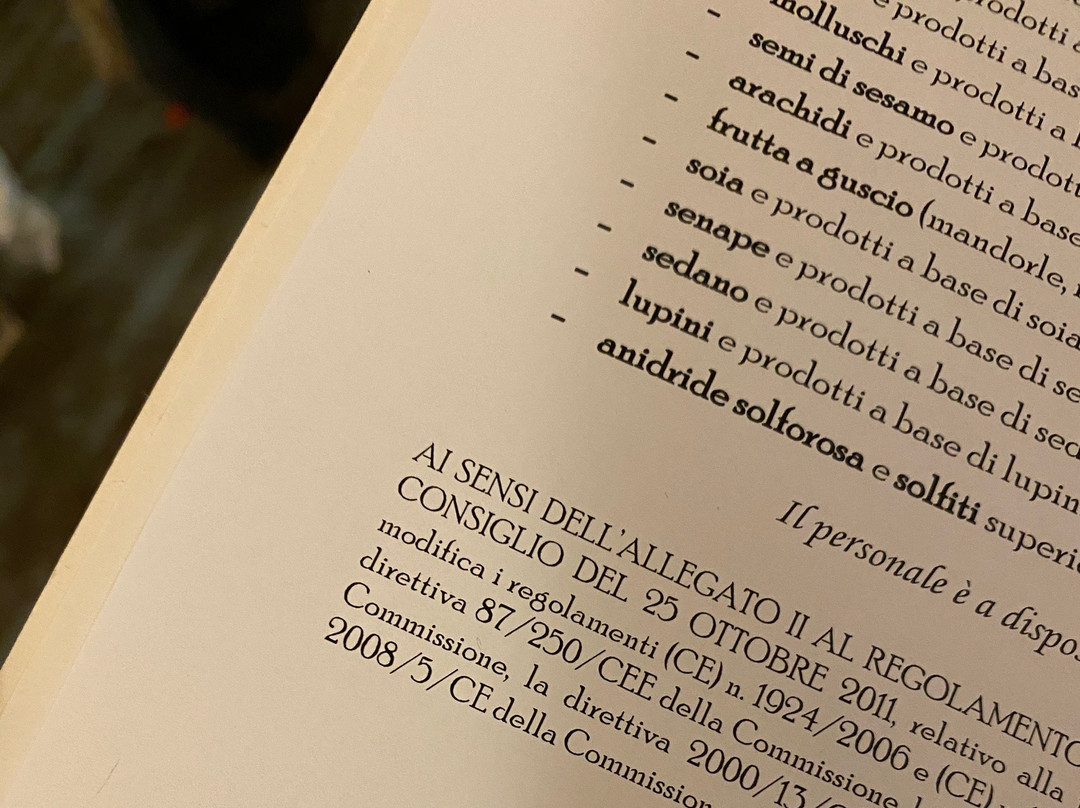 prodotti a
e prodotti a bas
- molluschi e prodotti a b
- semi di sesamo e prodott
- arachidi e prodotti a base
- frutta a guscio (mandorle,
- soia e prodotti a base di soia
- senape e prodotti a base di se
- sedano e prodotti a base di sed
- lupini e prodotti a base di lupin
- anidride solforosa e solfiti superio
Il personale è a dispos
AI SENSI DELL'ALLEGATO II AL REGOLAMENTO
CONSIGLIO DEL 25 OTTOBRE 2011, relativo alla
modifica i regolamenti (CE) n. 1924/2006 e (CE)
direttiva 87/250/CEE della Commissione,
Commissione, la direttiva 2000/13/
2008/5/CE della Commission